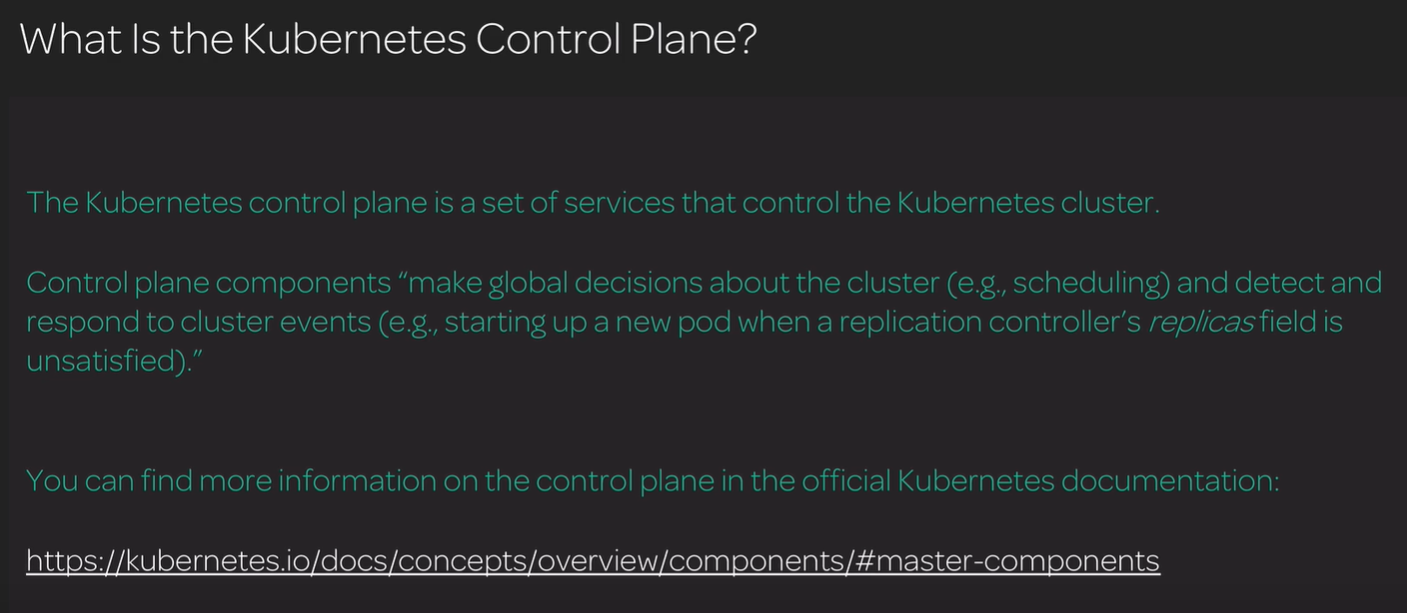 What Is the Kubernetes Control Plane?
The Kubernetes control plane is a set of services that control the Kubernetes cluster.
Control plane components “make global decisions about the cluster (e.g., scheduling) and detect and
respond to cluster events (e.g., starting up a new pod when a replication controller’s replicas field is
unsatisfied).”
You can find more information on the control plane in the official Kubernetes documentation:
https://kubernetes.io/docs/concepts/overview/components/#master-components